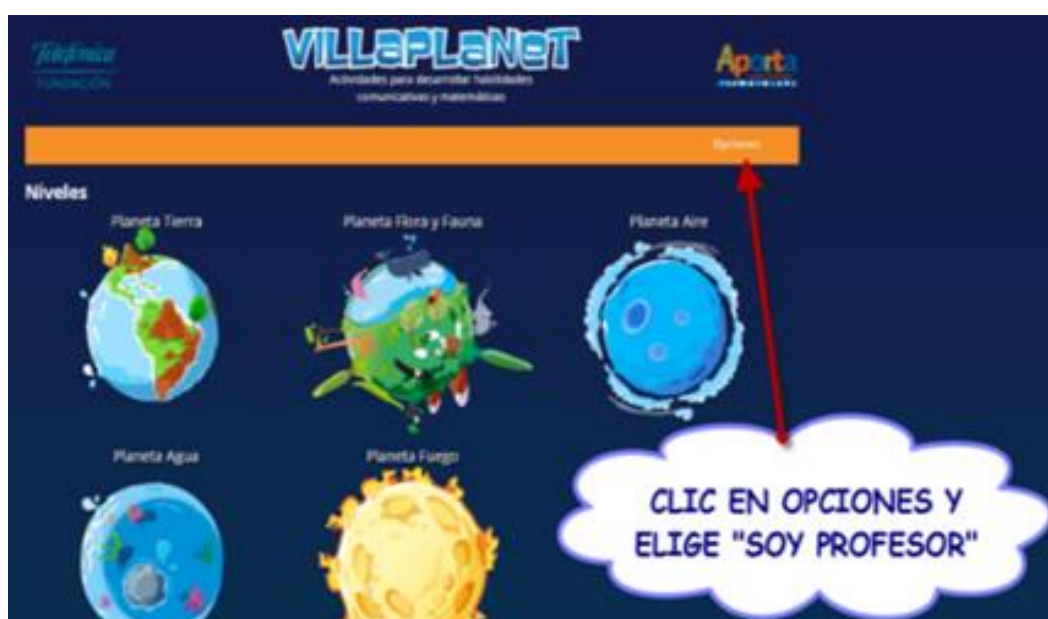 Telefónica
FUNDACIÓN
VILLAPLANET
Actividades para desarrollar habilidades
comunicativas y matemáticas
Aporta
Opciones
Niveles
Planeta Tierra
Planeta Flora y Fauna
Planeta Aire
Planeta Agua
Planeta Fuego
CLIC EN OPCIONES Y
ELIGE "SOY PROFESOR"